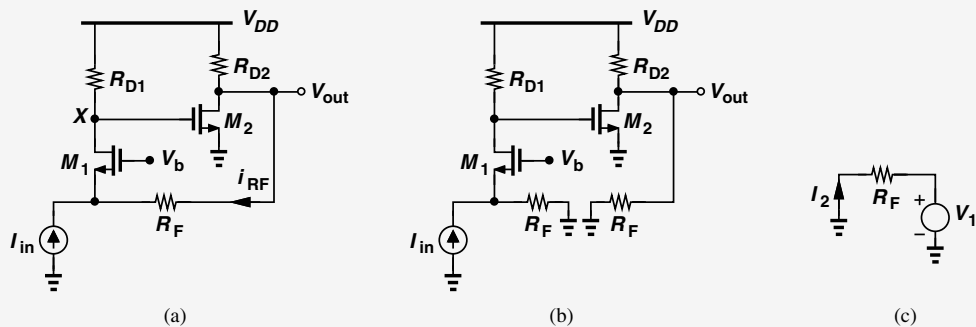 V_DD
R_D1
R_D2
V_out
X
M_2
M_1
V_b
i_RF
R_F
I_in
(a)
V_DD
R_D1
R_D2
V_out
M_2
M_1
V_b
R_F
R_F
I_in
(b)
I_2
R_F
+
V_1
−
(c)